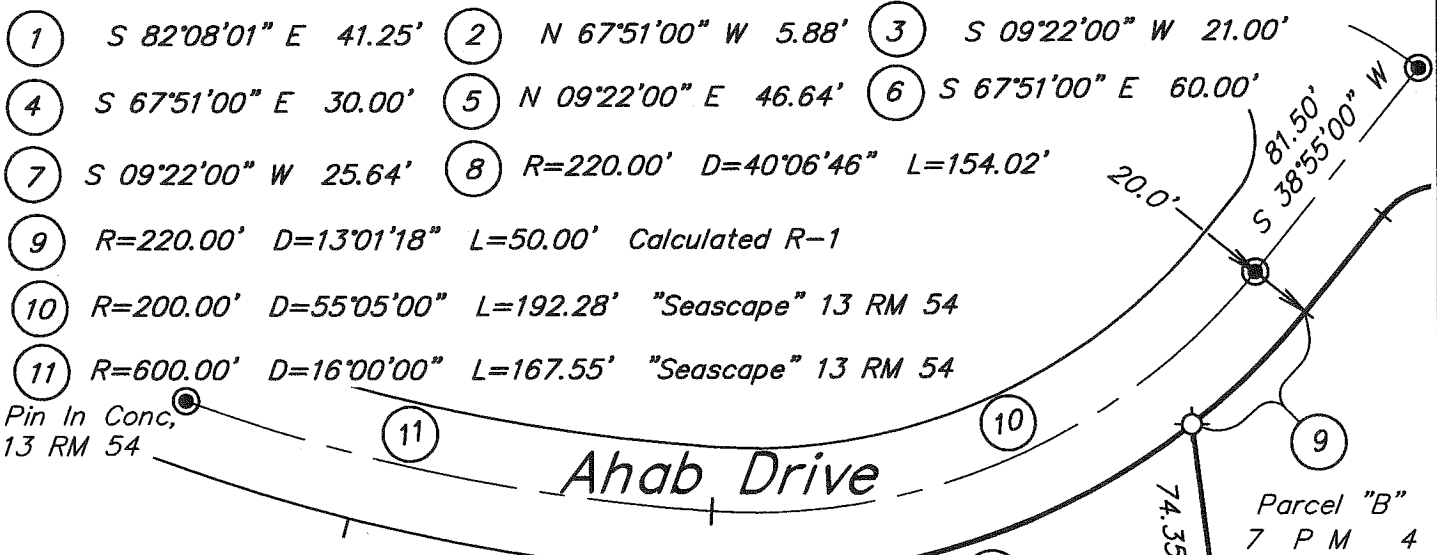 1 S 82°08'01" E 41.25' 2 N 67°51'00" W 5.88' 3 S 09°22'00" W 21.00'
4 S 67°51'00" E 30.00' 5 N 09°22'00" E 46.64' 6 S 67°51'00" E 60.00'
7 S 09°22'00" W 25.64' 8 R=220.00' D=40°06'46" L=154.02'
9 R=220.00' D=13°01'18" L=50.00' Calculated R-1
10 R=200.00' D=55°05'00" L=192.28' "Seascape" 13 RM 54
11 R=600.00' D=16°00'00" L=167.55' "Seascape" 13 RM 54
81.50'
S 38°55'00" W
20.0'
Pin In Conc,
13 RM 54
11
10
9
Ahab Drive
74.35
Parcel "B"
7 P M 4